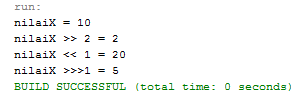 run:
nilaiX = 10
nilaiX >> 2 = 2
nilaiX << 1 = 20
nilaiX >>>1 = 5
BUILD SUCCESSFUL (total time: 0 seconds)